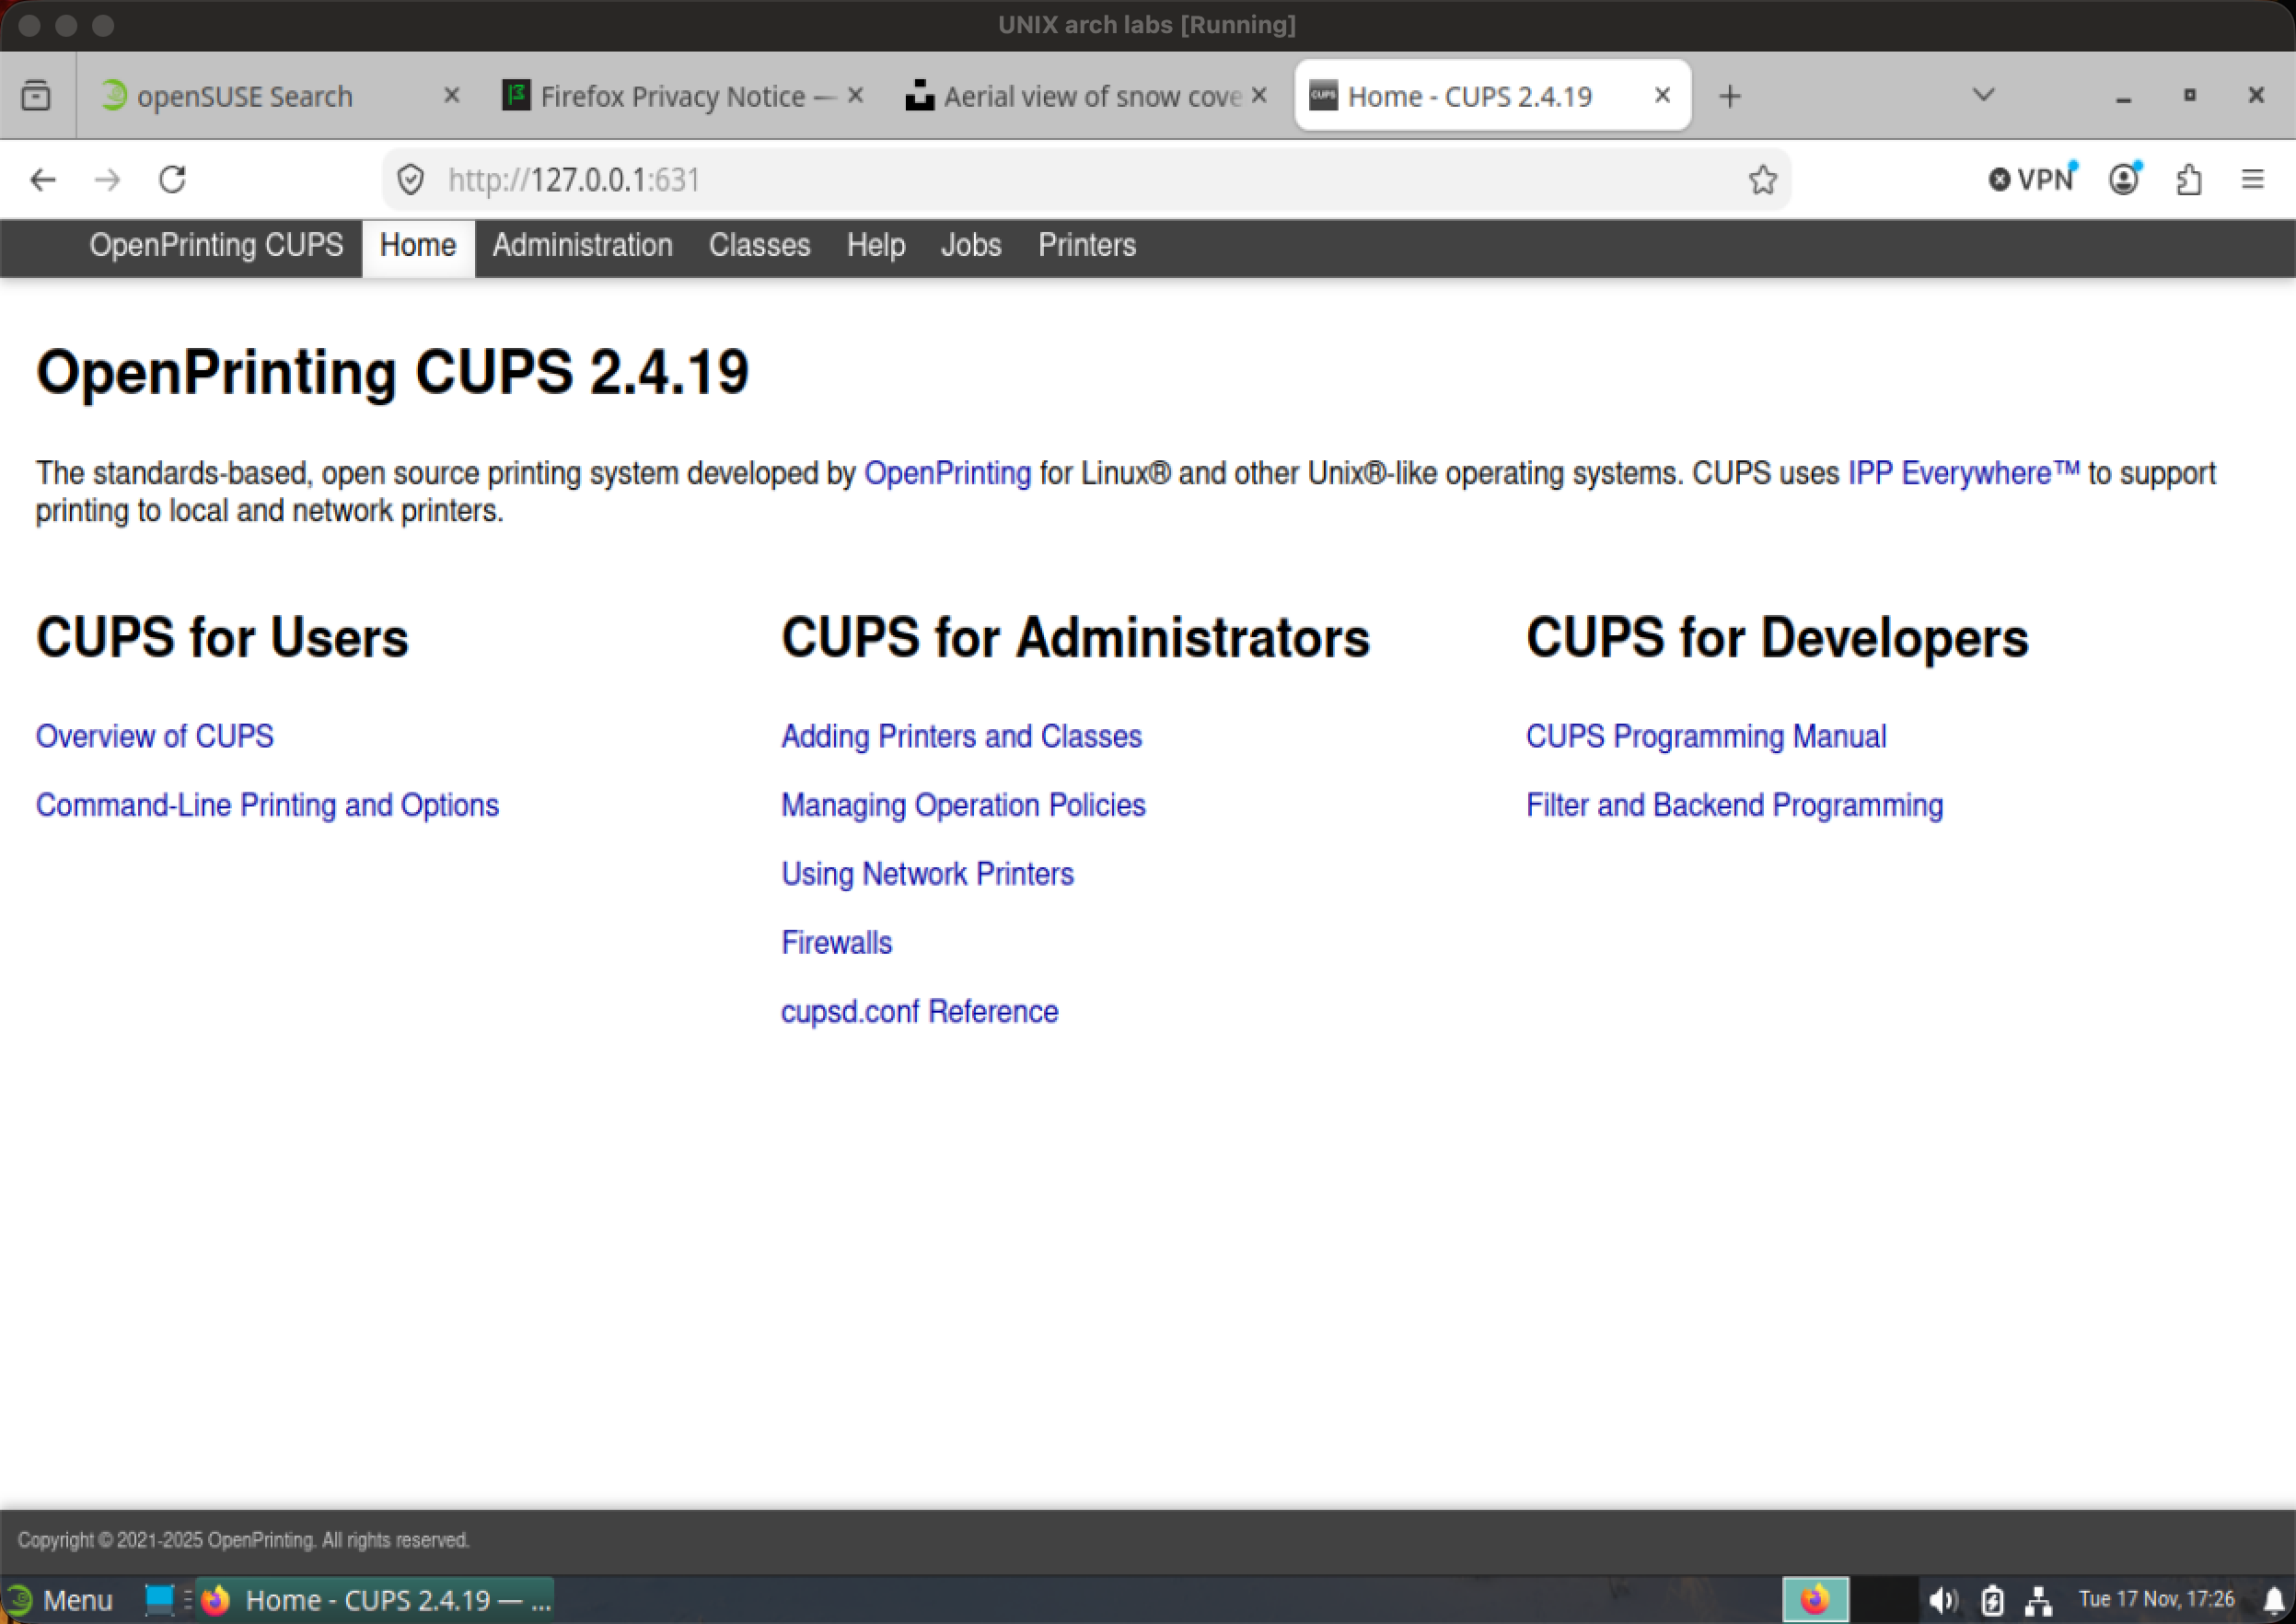 UNIX arch labs [Running]
openSUSE Search
Firefox Privacy Notice —
Aerial view of snow cove
CUPS
Home - CUPS 2.4.19
http://127.0.0.1:631
VPN
OpenPrinting CUPS Home Administration Classes Help Jobs Printers
OpenPrinting CUPS 2.4.19
The standards-based, open source printing system developed by OpenPrinting for Linux® and other Unix®-like operating systems. CUPS uses IPP Everywhere™ to support
printing to local and network printers.
CUPS for Users
Overview of CUPS
Command-Line Printing and Options
CUPS for Administrators
Adding Printers and Classes
Managing Operation Policies
Using Network Printers
Firewalls
cupsd.conf Reference
CUPS for Developers
CUPS Programming Manual
Filter and Backend Programming
Copyright © 2021-2025 OpenPrinting. All rights reserved.
Menu
Home - CUPS 2.4.19 — ...
Tue 17 Nov, 17:26